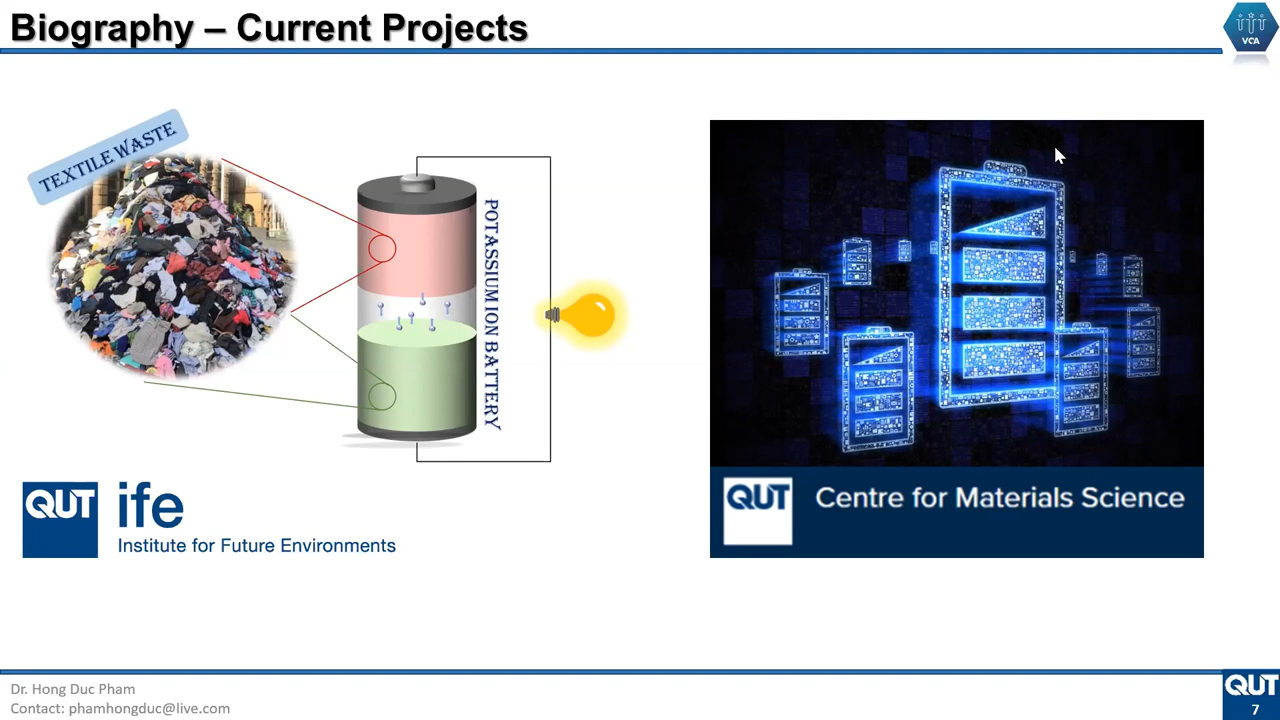 Biography – Current Projects
VCA
TEXTILE WASTE
POTASSIUM ION BATTERY
QUT
ife
Institute for Future Environments
QUT
Centre for Materials Science
Dr. Hong Duc Pham
Contact: phamhongduc@live.com
QUT
7